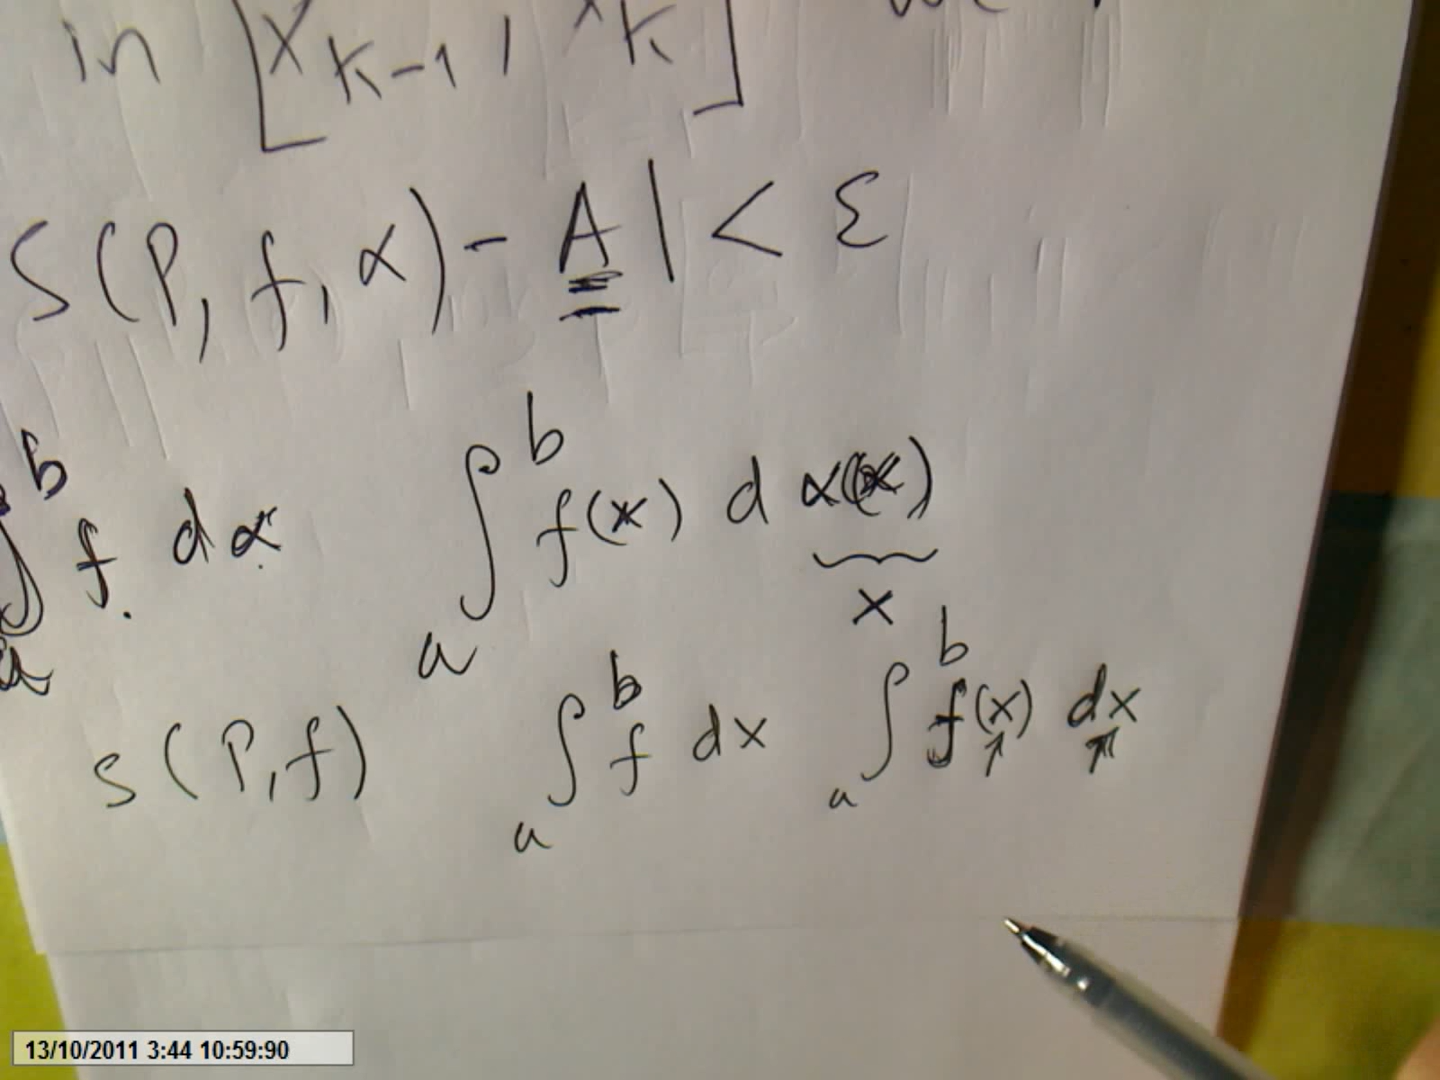 in [x_{k-1}, x_k]
S(P, f, α) - A | < ε
∫_a^b f dα ∫_a^b f(x) d α(x)
x
S(P, f) ∫_a^b f dx ∫_a^b f(x) dx
13/10/2011 3:44 10:59:90